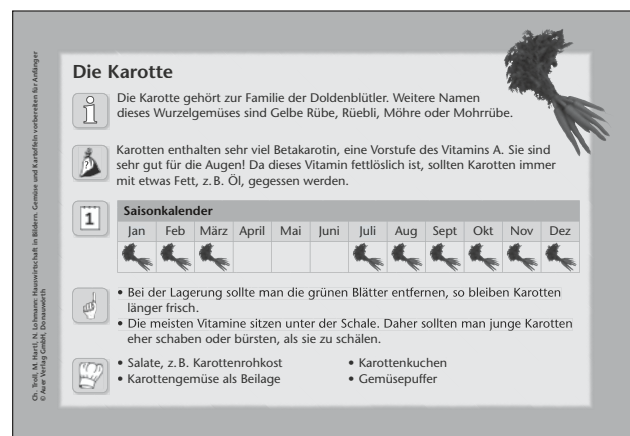 Die Karotte
Die Karotte gehört zur Familie der Doldenblütler. Weitere Namen
dieses Wurzelgemüses sind Gelbe Rübe, Rüebli, Möhre oder Mohrrübe.
Karotten enthalten sehr viel Betakarotin, eine Vorstufe des Vitamins A. Sie sind
sehr gut für die Augen! Da dieses Vitamin fettlöslich ist, sollten Karotten immer
mit etwas Fett, z. B. Öl, gegessen werden.
1
Saisonkalender
Jan Feb März April Mai Juni Juli Aug Sept Okt Nov Dez
• Bei der Lagerung sollte man die grünen Blätter entfernen, so bleiben Karotten
länger frisch.
• Die meisten Vitamine sitzen unter der Schale. Daher sollten man junge Karotten
eher schaben oder bürsten, als sie zu schälen.
• Salate, z. B. Karottenrohkost
• Karottengemüse als Beilage
• Karottenkuchen
• Gemüsepuffer
Ch. Troll, M. Hartl, N. Lohmann: Hauswirtschaft in Bildern. Gemüse und Kartoffeln vorbereiten für Anfänger
© Auer Verlag GmbH, Donauwörth